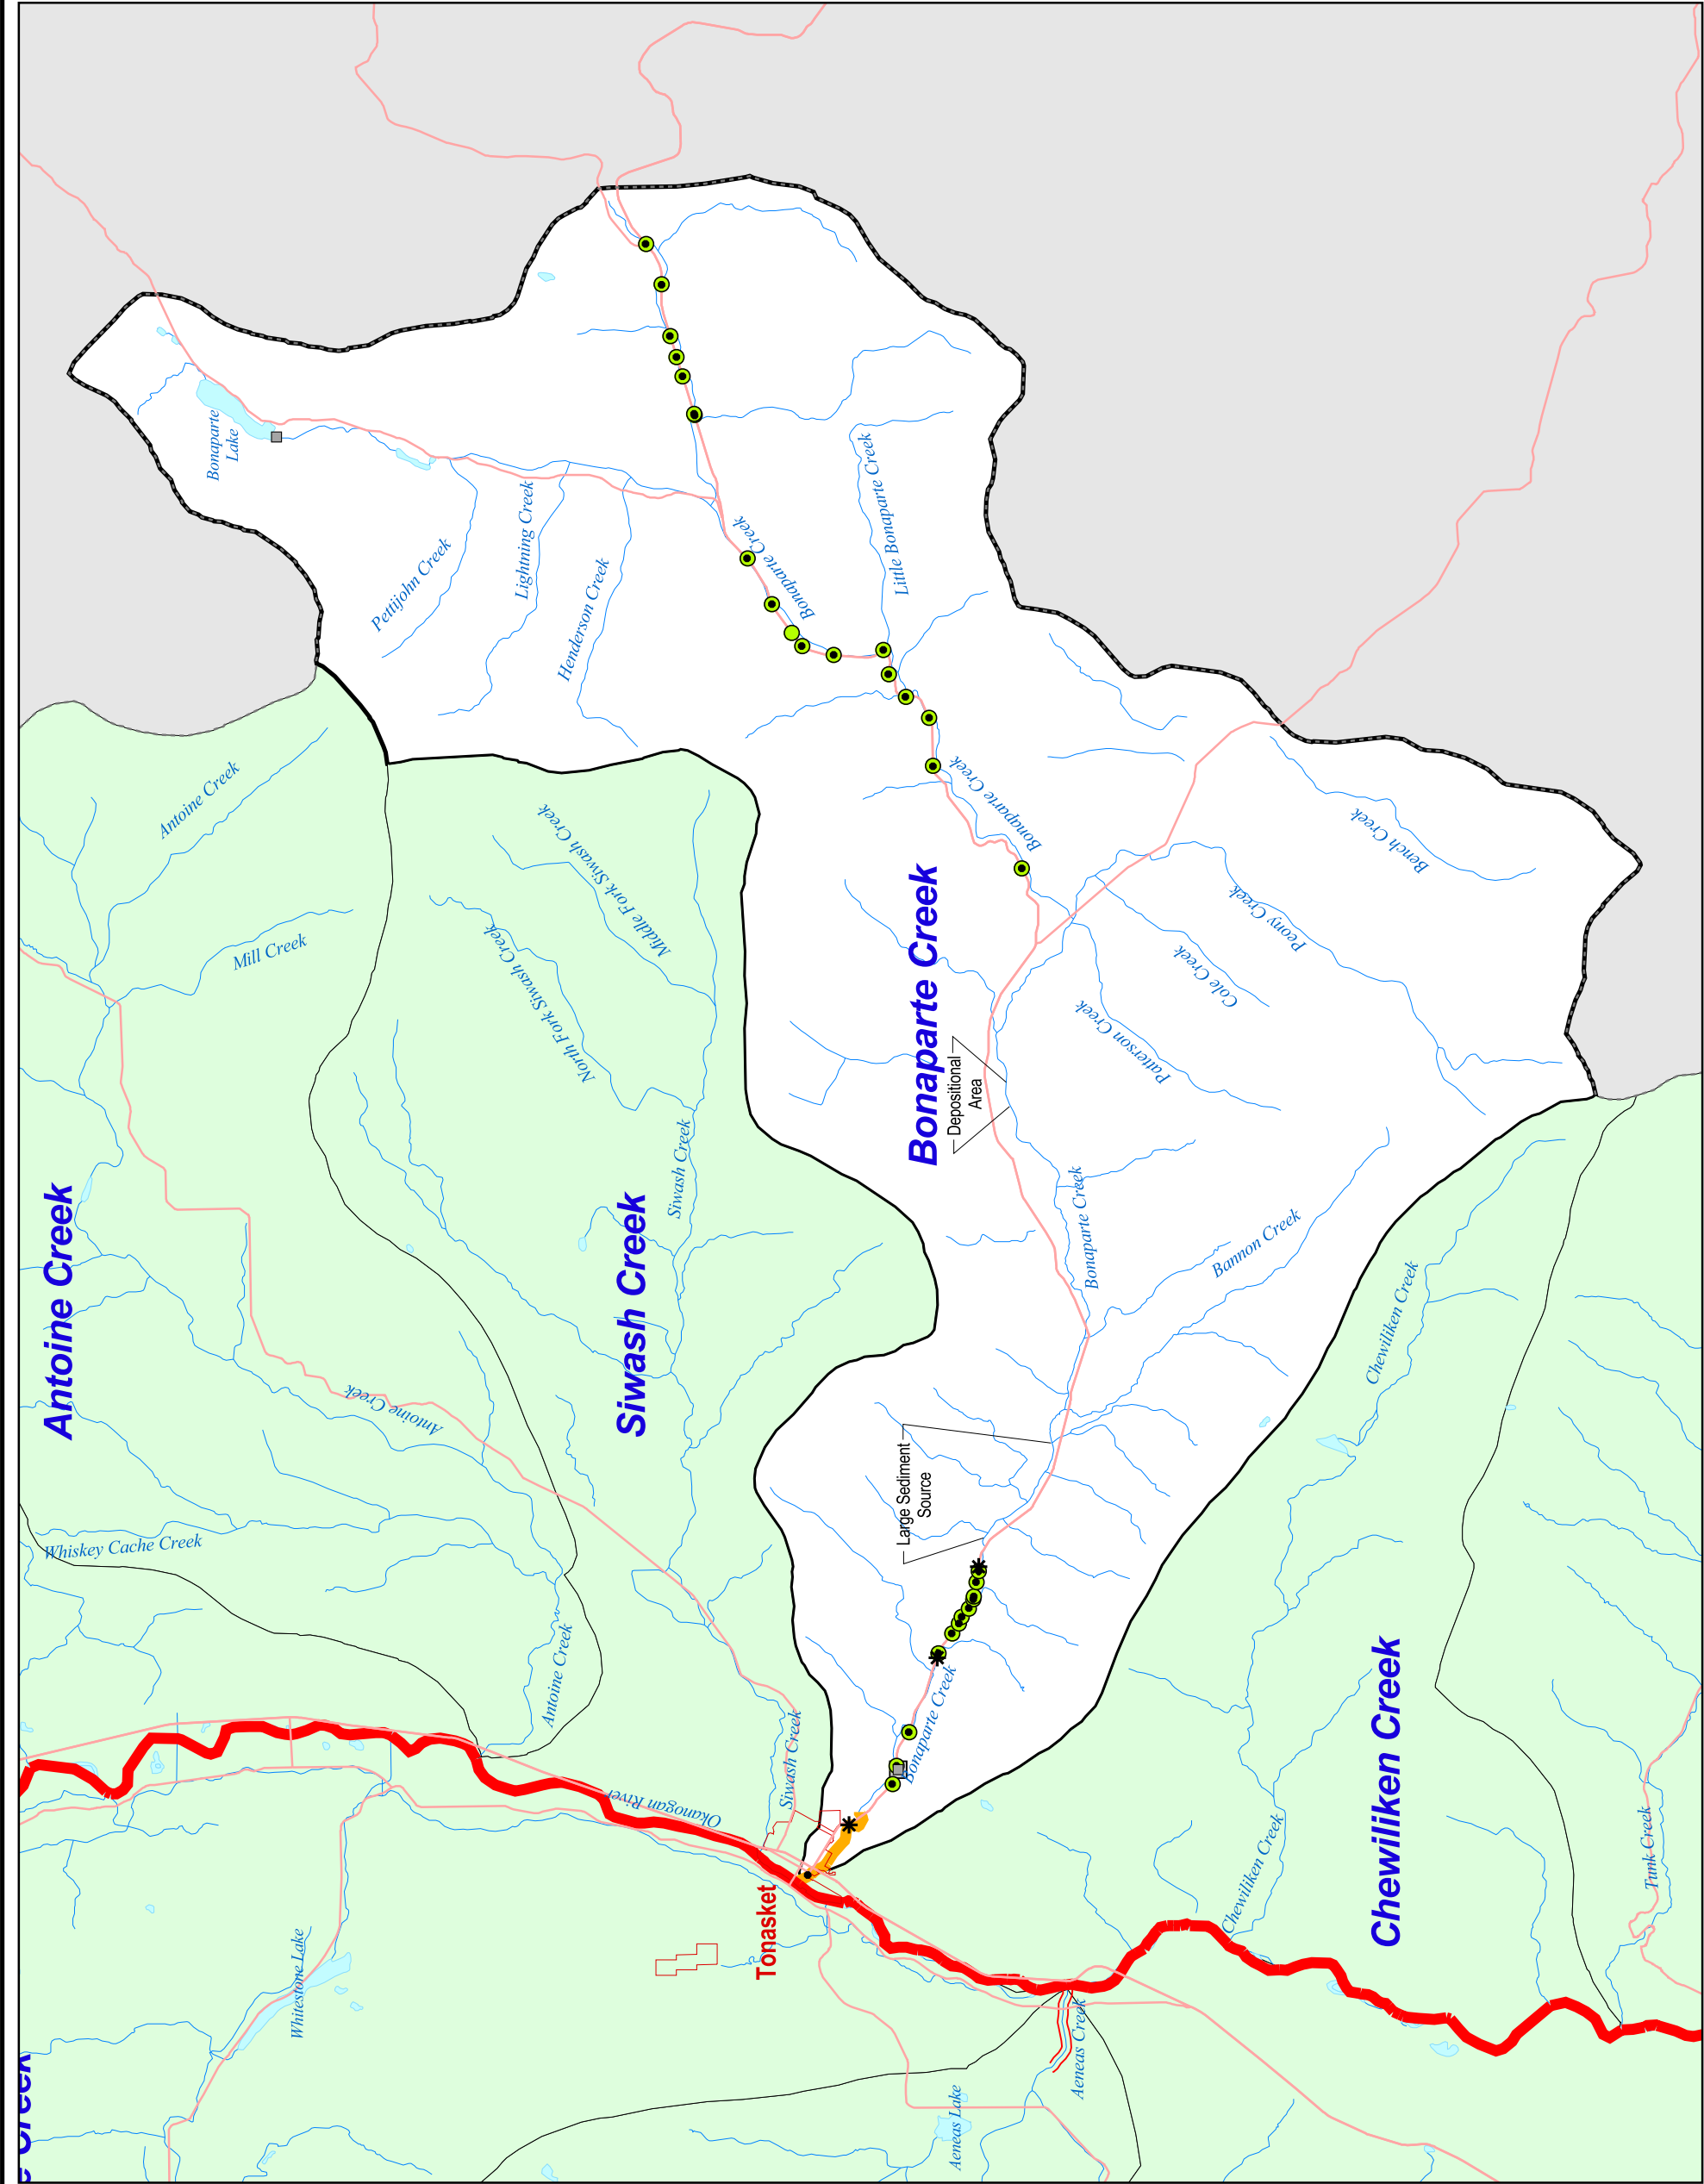 Antoine Creek
Siwash Creek
Bonaparte Creek
Chewiliken Creek
Creek
Tonasket
Bonaparte
Lake
Pettijohn Creek
Lightning Creek
Henderson Creek
Bonaparte Creek
Little Bonaparte Creek
Antoine Creek
Mill Creek
Middle Fork Siwash Creek
North Fork Siwash Creek
Siwash Creek
Bonaparte Creek
Bench Creek
Peony Creek
Cole Creek
Patterson Creek
Depositional
Area
Bonaparte Creek
Bannon Creek
Chewiliken Creek
Antoine Creek
Whiskey Cache Creek
Large Sediment
Source
Antoine Creek
Siwash Creek
Bonaparte Creek
Okanogan River
Chewiliken Creek
Tunk Creek
Whitestone Lake
Aeneas Creek
Aeneas Lake